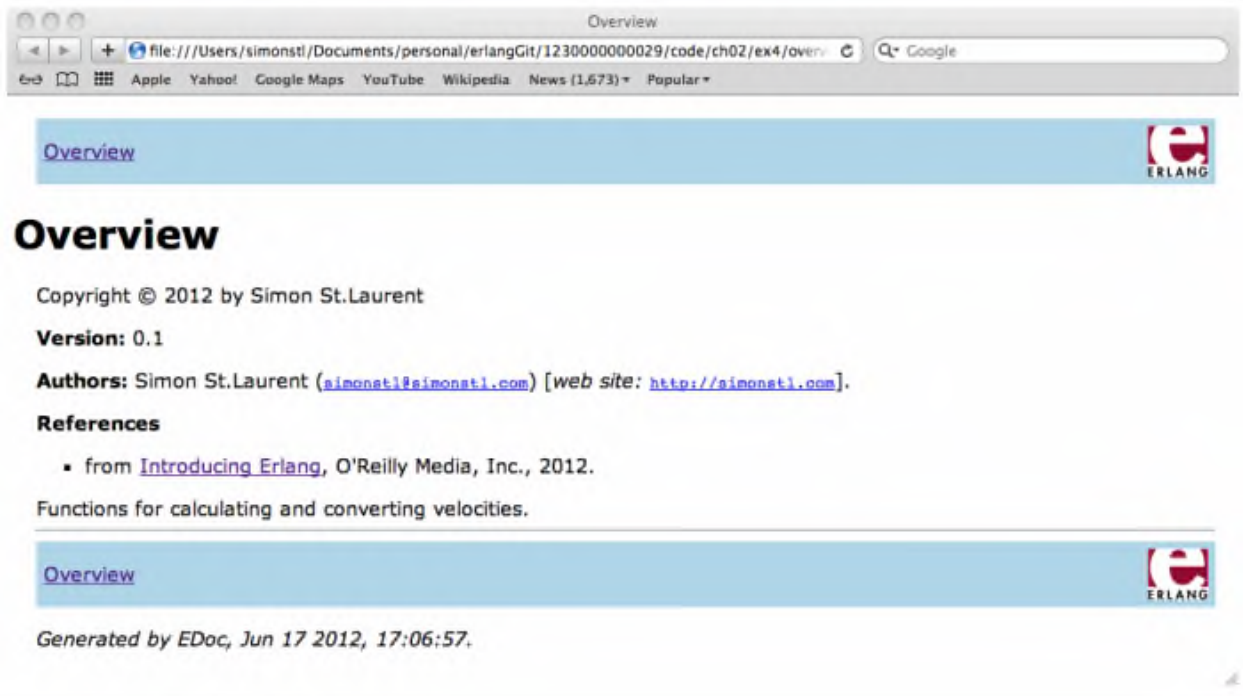 Overview
file:///Users/simonstl/Documents/personal/erlangGit/1230000000029/code/ch02/ex4/overv
Google
Apple Yahoo! Google Maps YouTube Wikipedia News (1,673) Popular
Overview
ERLANG
Overview
Copyright © 2012 by Simon St.Laurent
Version: 0.1
Authors: Simon St.Laurent (simonstl@simonstl.com) [web site: http://simonstl.com].
References
▪ from Introducing Erlang, O'Reilly Media, Inc., 2012.
Functions for calculating and converting velocities.
Overview
ERLANG
Generated by EDoc, Jun 17 2012, 17:06:57.